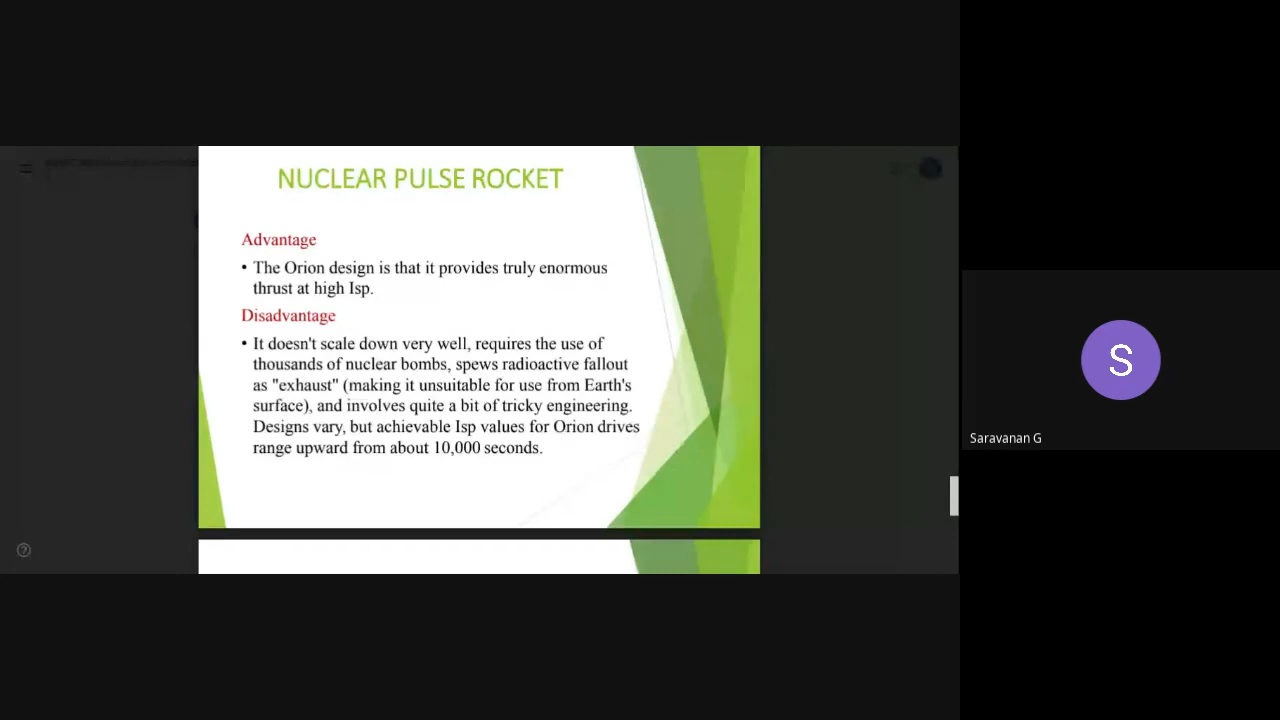 NUCLEAR PULSE ROCKET
Advantage
• The Orion design is that it provides truly enormous
thrust at high Isp.
Disadvantage
• It doesn't scale down very well, requires the use of
thousands of nuclear bombs, spews radioactive fallout
as "exhaust" (making it unsuitable for use from Earth's
surface), and involves quite a bit of tricky engineering.
Designs vary, but achievable Isp values for Orion drives
range upward from about 10,000 seconds.
S
Saravanan G